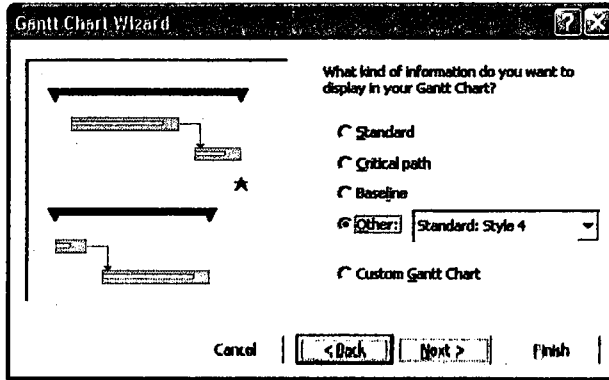 Gantt Chart Wizard
What kind of information do you want to
display in your Gantt Chart?
Standard
Critical path
Baseline
Other: Standard: Style 4
Custom Gantt Chart
Cancel < Back Next > Finish